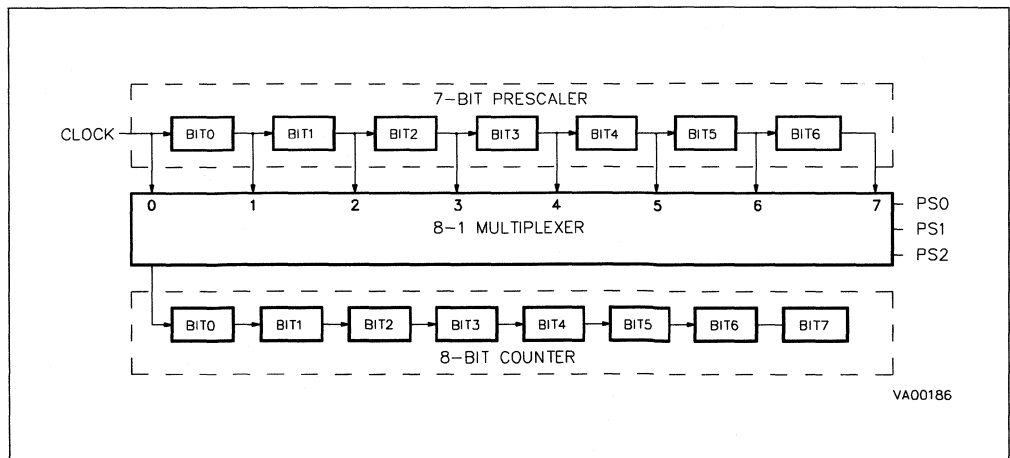 7-BIT PRESCALER
CLOCK
BIT0 BIT1 BIT2 BIT3 BIT4 BIT5 BIT6
0 1 2 3 4 5 6 7
8-1 MULTIPLEXER
PS0
PS1
PS2
BIT0 BIT1 BIT2 BIT3 BIT4 BIT5 BIT6 BIT7
8-BIT COUNTER
VA00186